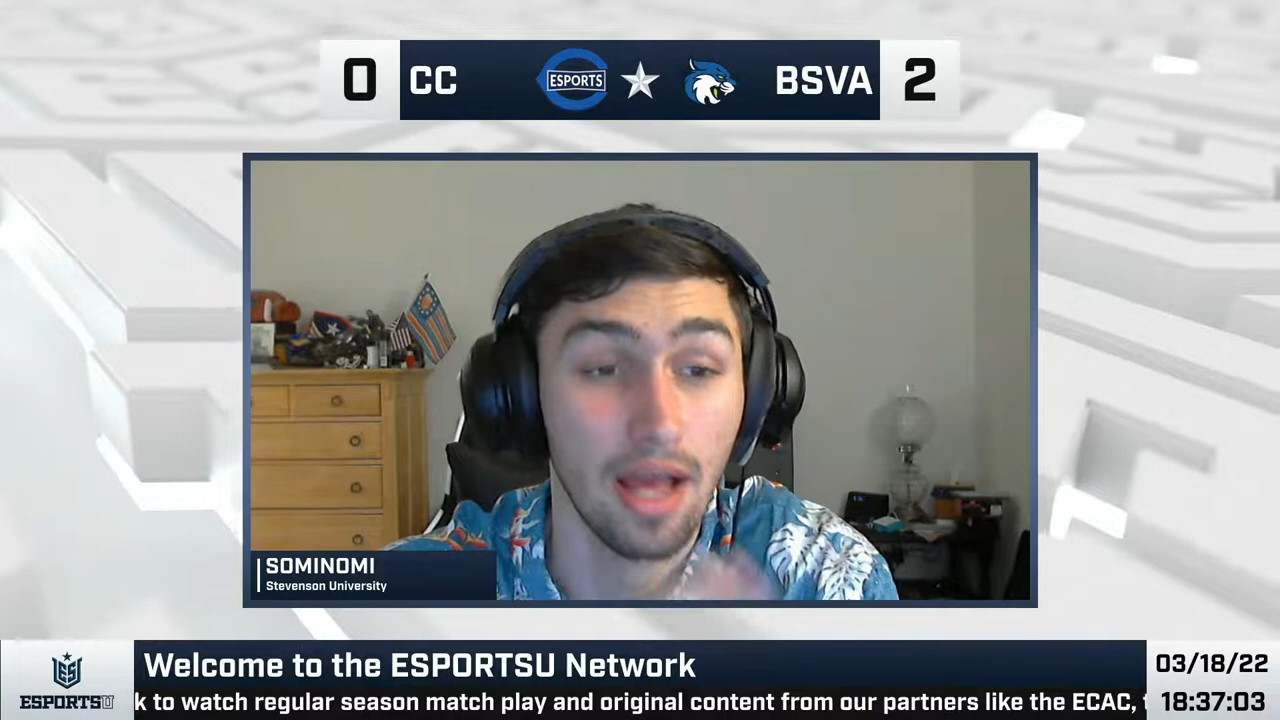 0 CC ESPORTS BSVA 2
SOMINOMI
Stevenson University
Welcome to the ESPORTSU Network
03/18/22
ESPORTSU
k to watch regular season match play and original content from our partners like the ECAC,
18:37:03